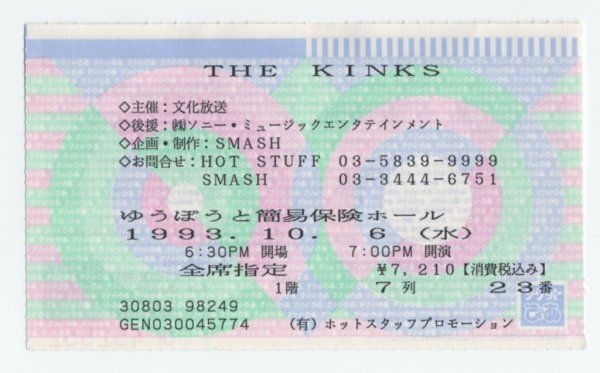 THE KINKS
◇主催:文化放送
◇後援:㈱ソニー・ミュージックエンタテインメント
◇企画・制作:SMASH
◇お問合せ:HOT STUFF 03-5839-9999
SMASH 03-3444-6751
ゆうぽうと簡易保険ホール
1993.10. 6 (水)
6:30PM 開場 7:00PM 開演
全席指定 ¥7,210【消費税込み】
1階 7列 23番
30803 98249
GEN030045774 (有)ホットスタッフプロモーション